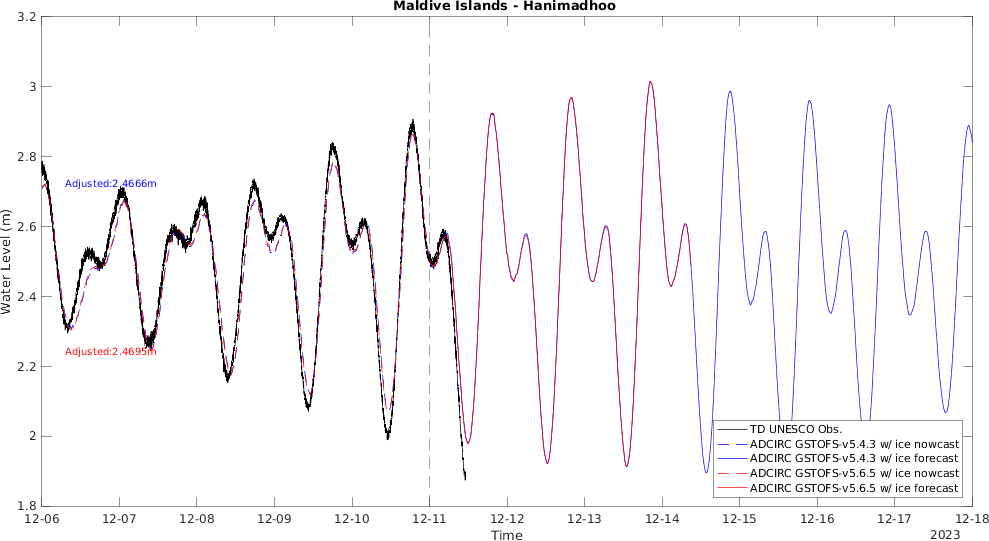 Maldive Islands - Hanimadhoo
3.2
3
2.8
2.6
2.4
2.2
2
1.8
Water Level (m)
Adjusted:2.4666m
Adjusted:2.4695m
TD UNESCO Obs.
ADCIRC GSTOFS-v5.4.3 w/ ice nowcast
ADCIRC GSTOFS-v5.4.3 w/ ice forecast
ADCIRC GSTOFS-v5.6.5 w/ ice nowcast
ADCIRC GSTOFS-v5.6.5 w/ ice forecast
12-06 12-07 12-08 12-09 12-10 12-11 12-12 12-13 12-14 12-15 12-16 12-17 12-18
Time
2023